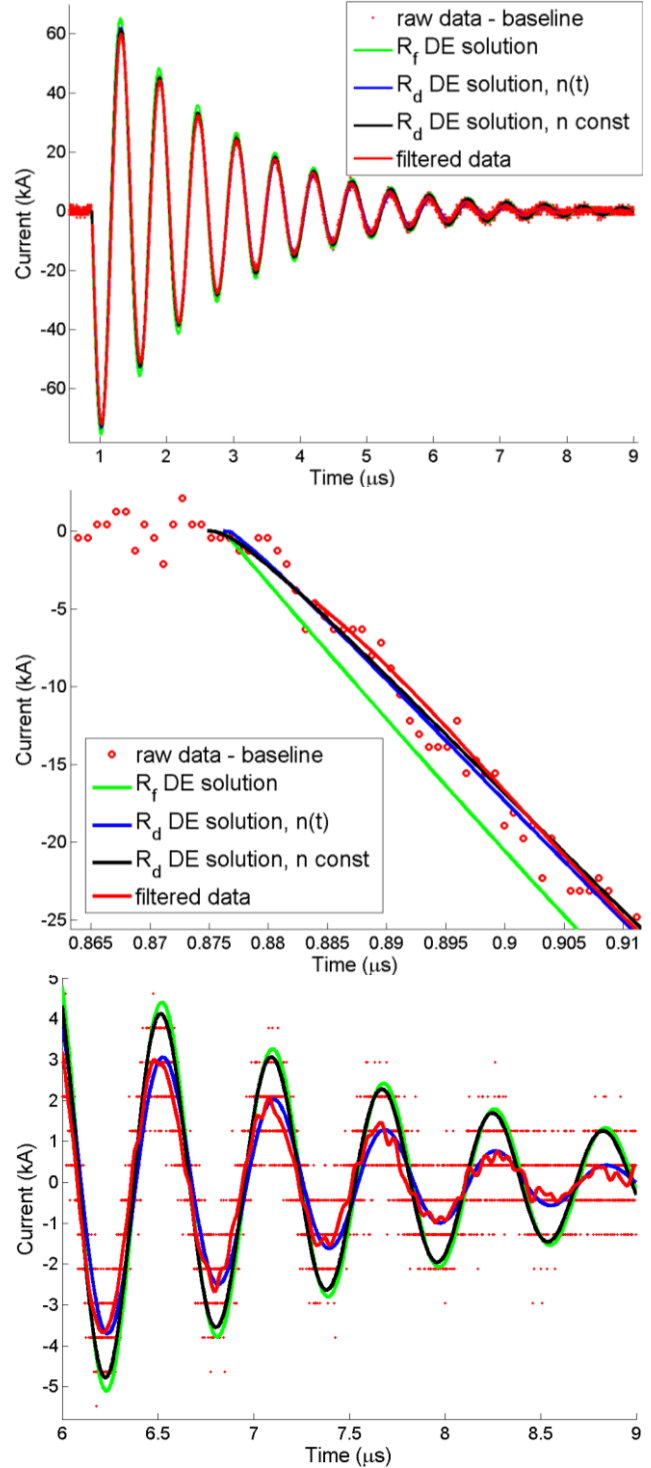 60
40
20
0
-20
-40
-60
Current (kA)
raw data - baseline
R_f DE solution
R_d DE solution, n(t)
R_d DE solution, n const
filtered data
1 2 3 4 5 6 7 8 9
Time (μs)
0
-5
-10
-15
-20
-25
Current (kA)
raw data - baseline
R_f DE solution
R_d DE solution, n(t)
R_d DE solution, n const
filtered data
0.865 0.87 0.875 0.88 0.885 0.89 0.895 0.9 0.905 0.91
Time (μs)
5
4
3
2
1
0
-1
-2
-3
-4
-5
Current (kA)
6 6.5 7 7.5 8 8.5 9
Time (μs)